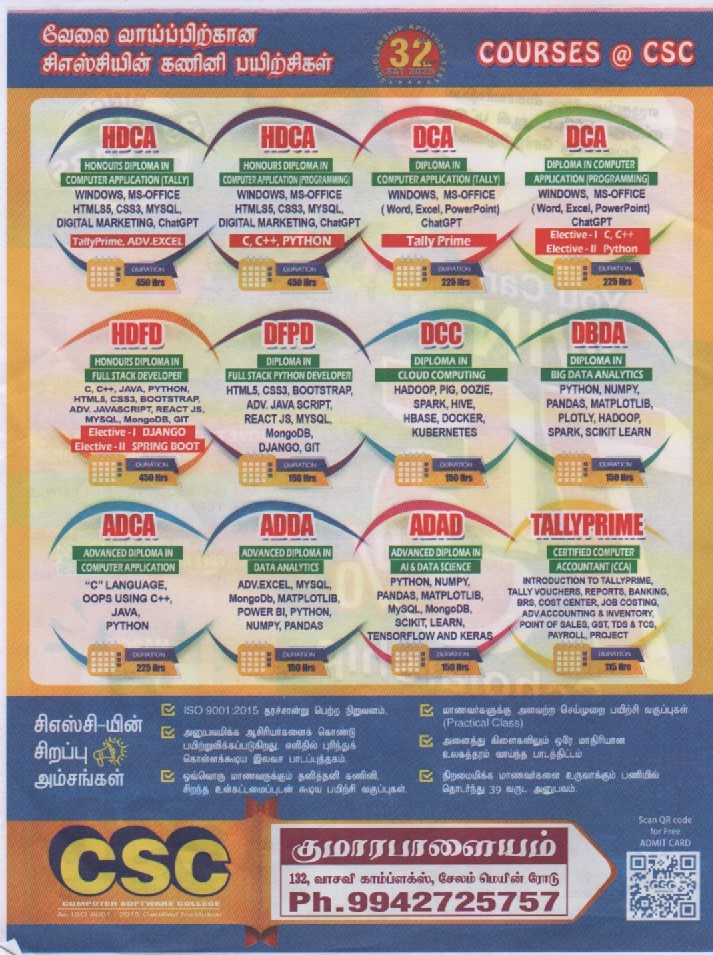 வேலை வாய்ப்பிற்கான
சிஎஸ்சியின் கணினி பயிற்சிகள்
SCHOLARSHIP APTITUDE TEST
32
SAT 2025
COURSES @ CSC
HDCA
HONOURS DIPLOMA IN
COMPUTER APPLICATION (TALLY)
WINDOWS, MS-OFFICE
HTML5, CSS3, MYSQL,
DIGITAL MARKETING, ChatGPT
TallyPrime, ADV.EXCEL
DURATION
450 Hrs
HDCA
HONOURS DIPLOMA IN
COMPUTER APPLICATION (PROGRAMMING)
WINDOWS, MS-OFFICE
HTML5, CSS3, MYSQL,
DIGITAL MARKETING, ChatGPT
C, C++, PYTHON
DURATION
450 Hrs
DCA
DIPLOMA IN
COMPUTER APPLICATION (TALLY)
WINDOWS, MS-OFFICE
( Word, Excel, PowerPoint)
ChatGPT
Tally Prime
DURATION
225 Hrs
DCA
DIPLOMA IN COMPUTER
APPLICATION (PROGRAMMING)
WINDOWS, MS-OFFICE
( Word, Excel, PowerPoint)
ChatGPT
Elective - I C, C++
Elective - II Python
DURATION
225 Hrs
HDFD
HONOURS DIPLOMA IN
FULL STACK DEVELOPER
C, C++, JAVA, PYTHON,
HTML5, CSS3, BOOTSTRAP,
ADV. JAVASCRIPT, REACT JS,
MYSQL, MongoDB, GIT
Elective - I DJANGO
Elective - II SPRING BOOT
DURATION
450 Hrs
DFPD
DIPLOMA IN
FULL STACK PYTHON DEVELOPER
HTML5, CSS3, BOOTSTRAP,
ADV. JAVA SCRIPT,
REACT JS, MYSQL,
MongoDB,
DJANGO, GIT
DURATION
150 Hrs
DCC
DIPLOMA IN
CLOUD COMPUTING
HADOOP, PIG, OOZIE,
SPARK, HIVE,
HBASE, DOCKER,
KUBERNETES
DURATION
150 Hrs
DBDA
DIPLOMA IN
BIG DATA ANALYTICS
PYTHON, NUMPY,
PANDAS, MATPLOTLIB,
PLOTLY, HADOOP,
SPARK, SCIKIT LEARN
DURATION
150 Hrs
ADCA
ADVANCED DIPLOMA IN
COMPUTER APPLICATION
"C" LANGUAGE,
OOPS USING C++,
JAVA,
PYTHON
DURATION
225 Hrs
ADDA
ADVANCED DIPLOMA IN
DATA ANALYTICS
ADV.EXCEL, MYSQL,
MongoDb, MATPLOTLIB,
POWER BI, PYTHON,
NUMPY, PANDAS
DURATION
150 Hrs
ADAD
ADVANCED DIPLOMA IN
AI & DATA SCIENCE
PYTHON, NUMPY,
PANDAS, MATPLOTLIB,
MySQL, MongoDB,
SCIKIT, LEARN,
TENSORFLOW AND KERAS
DURATION
150 Hrs
TALLYPRIME
CERTIFIED COMPUTER
ACCOUNTANT [CCA]
INTRODUCTION TO TALLYPRIME,
TALLY VOUCHERS, REPORTS, BANKING,
BRS, COST CENTER, JOB COSTING,
ADV.ACCOUNTING & INVENTORY,
POINT OF SALES, GST, TDS & TCS,
PAYROLL, PROJECT
DURATION
115 Hrs
சிஎஸ்சி-யின்
சிறப்பு
அம்சங்கள்
ISO 9001:2015 தரச்சான்று பெற்ற நிறுவனம்.
அனுபவமிக்க ஆசிரியர்களைக் கொண்டு
பயிற்றுவிக்கப்படுகிறது. எளிதில் புரிந்துக்
கொள்ளக்கூடிய இலவச பாடப்புத்தகம்.
ஒவ்வொரு மாணவருக்கும் தனித்தனி கணினி,
சிறந்த உள்கட்டமைப்புடன் கூடிய பயிற்சி வகுப்புகள்.
மாணவர்களுக்கு அளவற்ற செய்முறை பயிற்சி வகுப்புகள்
(Practical Class)
அனைத்து கிளைகளிலும் ஒரே மாதிரியான
உலகத்தரம் வாய்ந்த பாடத்திட்டம்
திறமைமிக்க மாணவர்களை உருவாக்கும் பணியில்
தொடர்ந்து 39 வருட அனுபவம்.
CSC
COMPUTER SOFTWARE COLLEGE
An ISO 9001 : 2015 Certified Institution
குமாரபாளையம்
132, வாசவி காம்ப்ளக்ஸ், சேலம் மெயின் ரோடு
Ph.9942725757
Scan QR code
for Free
ADMIT CARD